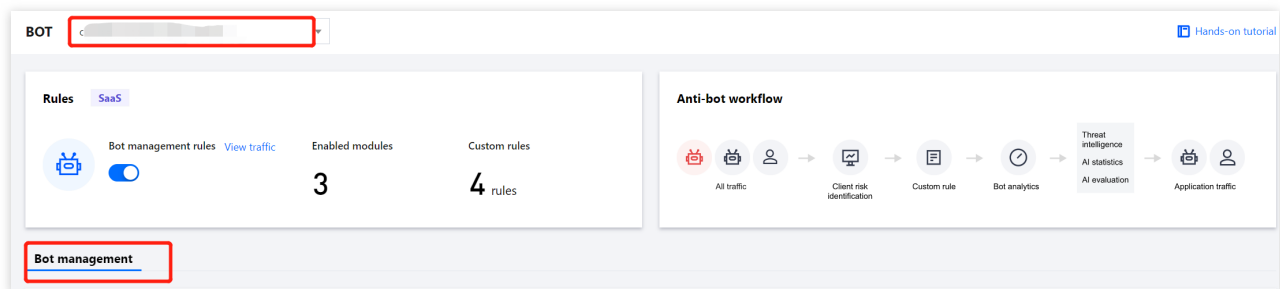 BOT
Hands-on tutorial
Rules SaaS
Bot management rules View traffic
Enabled modules
3
Custom rules
4 rules
Anti-bot workflow
All traffic
Client risk
identification
Custom rule
Bot analytics
Threat
intelligence
AI statistics
AI evaluation
Application traffic
Bot management